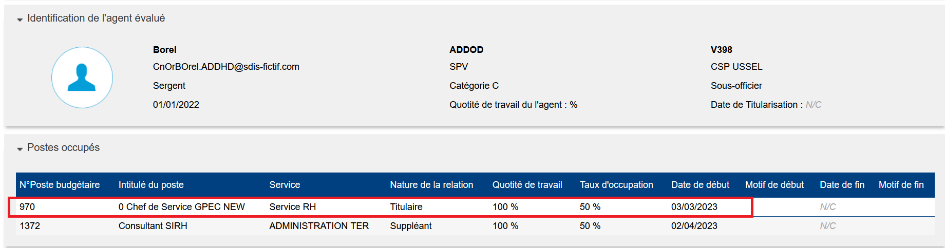 Identification de l'agent évalué
Borel ADDOD V398
CnOrBOrel.ADDHD@sdis-fictif.com SPV CSP USSEL
Sergent Catégorie C Sous-officier
01/01/2022 Quotité de travail de l'agent : % Date de Titularisation : N/C
Postes occupés
N°Poste budgétaire Intitulé du poste Service Nature de la relation Quotité de travail Taux d'occupation Date de début Motif de début Date de fin Motif de fin
970 0 Chef de Service GPEC NEW Service RH Titulaire 100 % 50 % 03/03/2023 N/C
1372 Consultant SIRH ADMINISTRATION TER Suppléant 100 % 50 % 02/04/2023 N/C